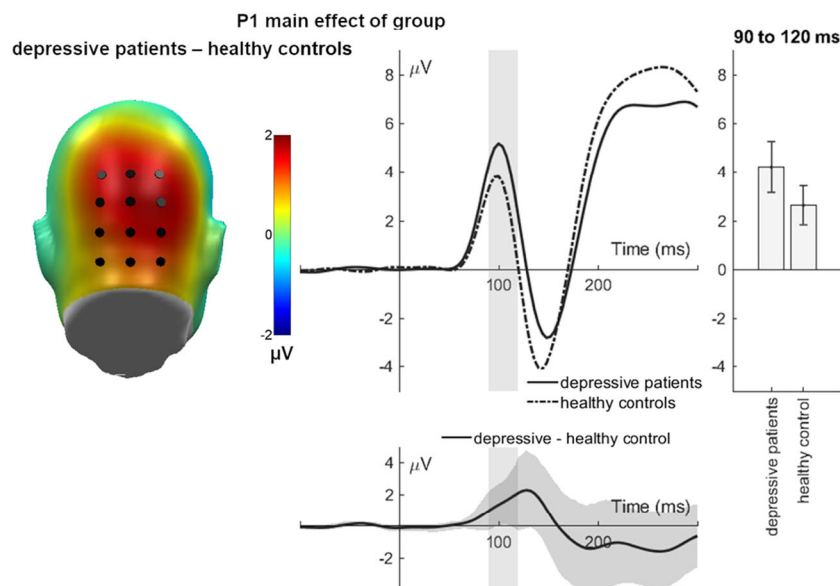 P1 main effect of group
depressive patients – healthy controls
2
0
-2
µV
µV
8
6
4
2
0
-2
-4
Time (ms)
100
200
depressive patients
healthy controls
90 to 120 ms
8
6
4
2
0
-2
-4
depressive patients
healthy control
depressive - healthy control
µV
4
2
-2
Time (ms)
100
200